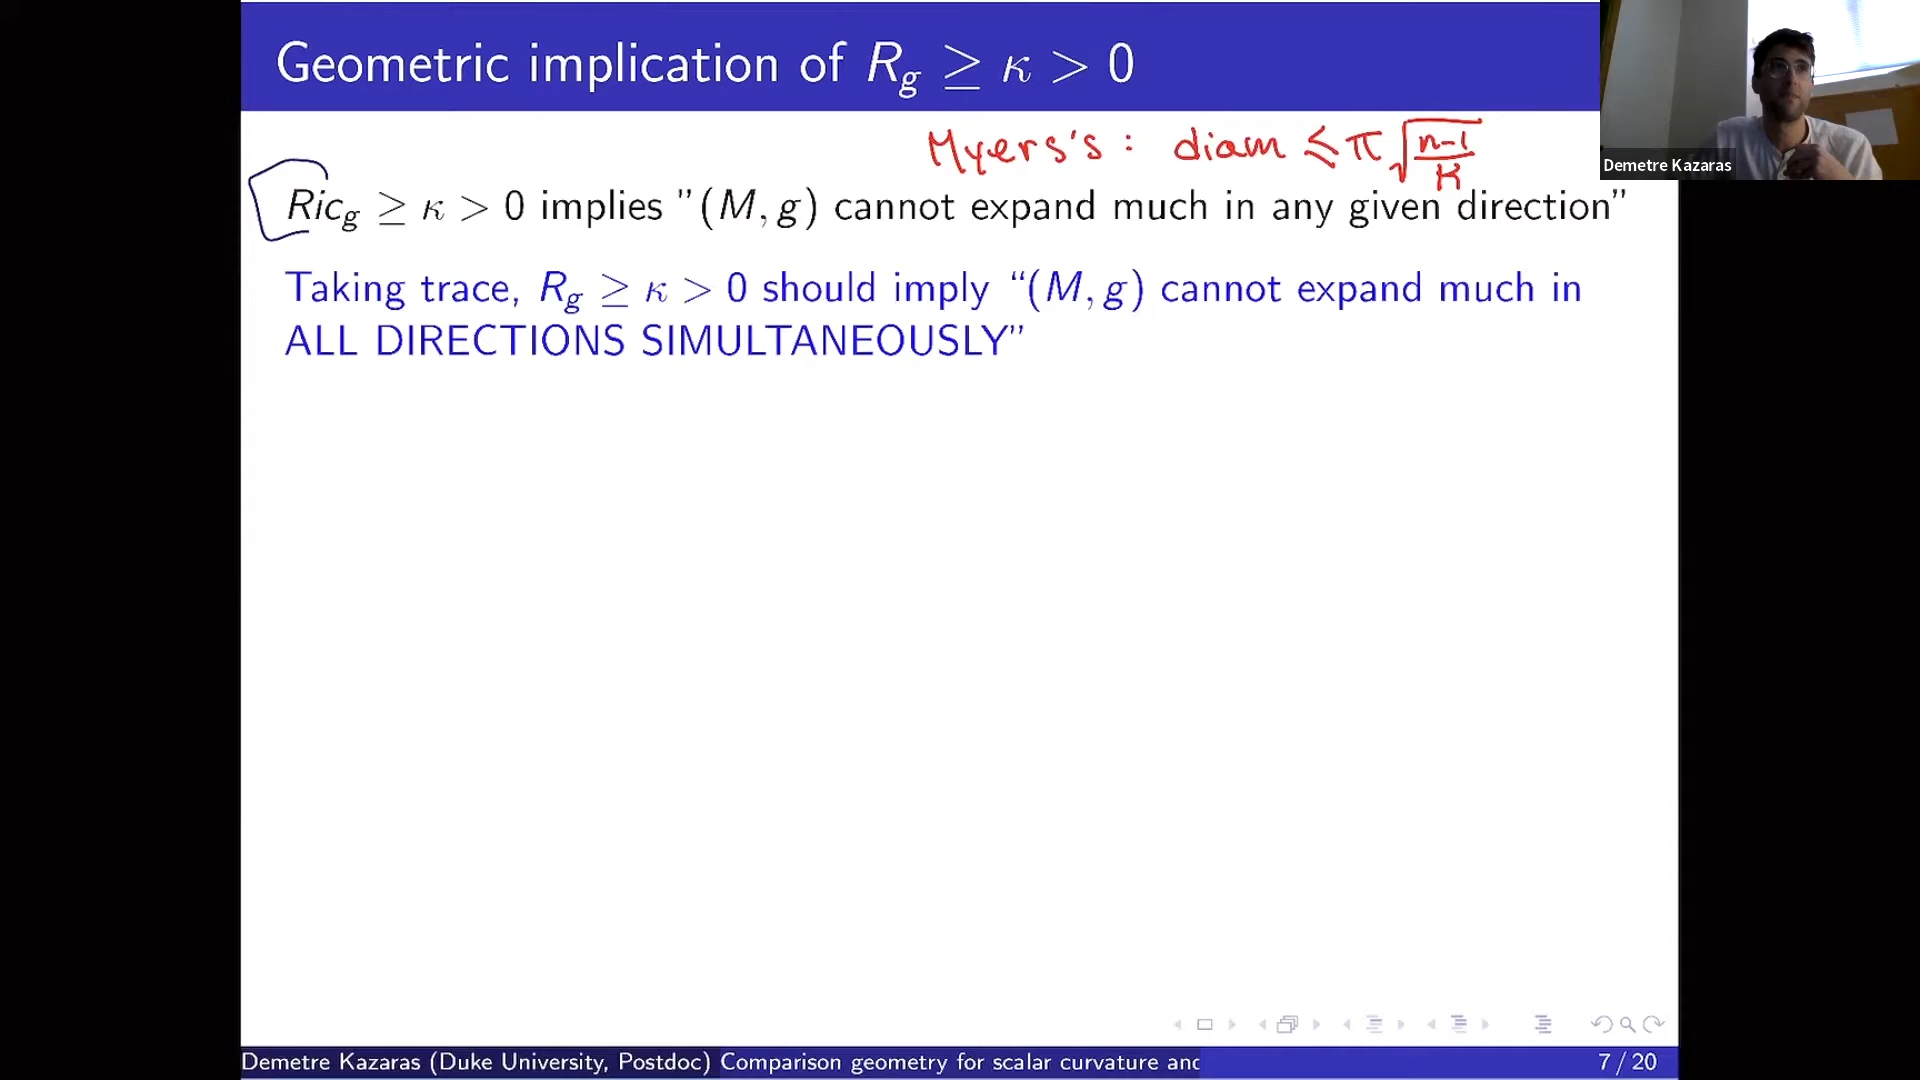 Geometric implication of R_g ≥ κ > 0
Myers's: diam ≤ π √(n-1/κ)
Ric_g ≥ κ > 0 implies "(M, g) cannot expand much in any given direction"
Taking trace, R_g ≥ κ > 0 should imply “(M, g) cannot expand much in
ALL DIRECTIONS SIMULTANEOUSLY”
Demetre Kazaras
Demetre Kazaras (Duke University, Postdoc) Comparison geometry for scalar curvature and 7 / 20